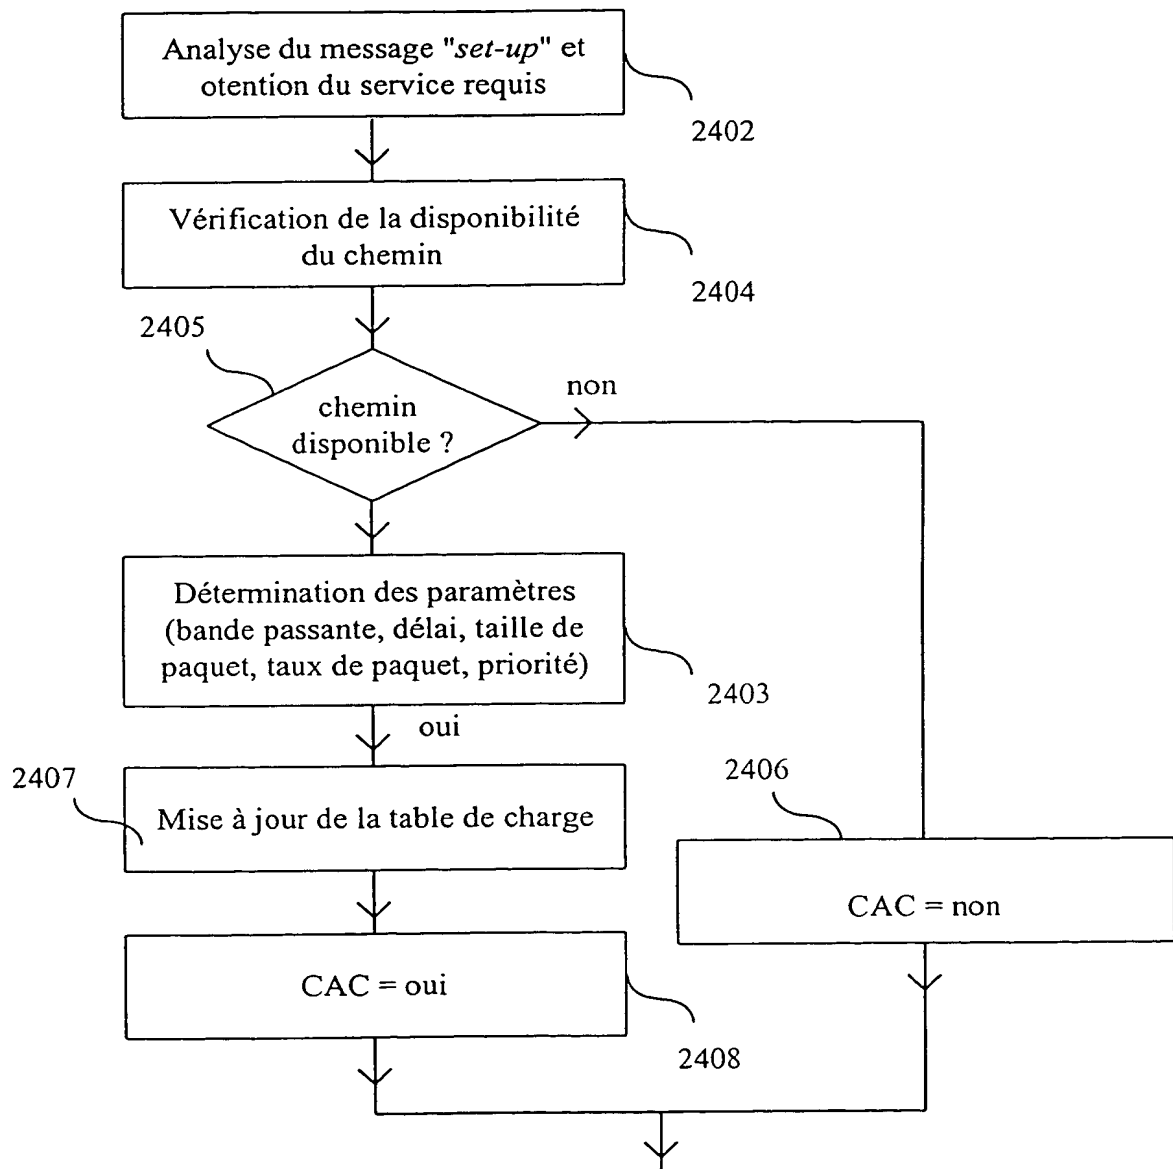 Analyse du message "set-up" et
otention du service requis
2402
Vérification de la disponibilité
du chemin
2404
2405
chemin
disponible ?
non
Détermination des paramètres
(bande passante, délai, taille de
paquet, taux de paquet, priorité)
2403
oui
2407
Mise à jour de la table de charge
2406
CAC = non
CAC = oui
2408